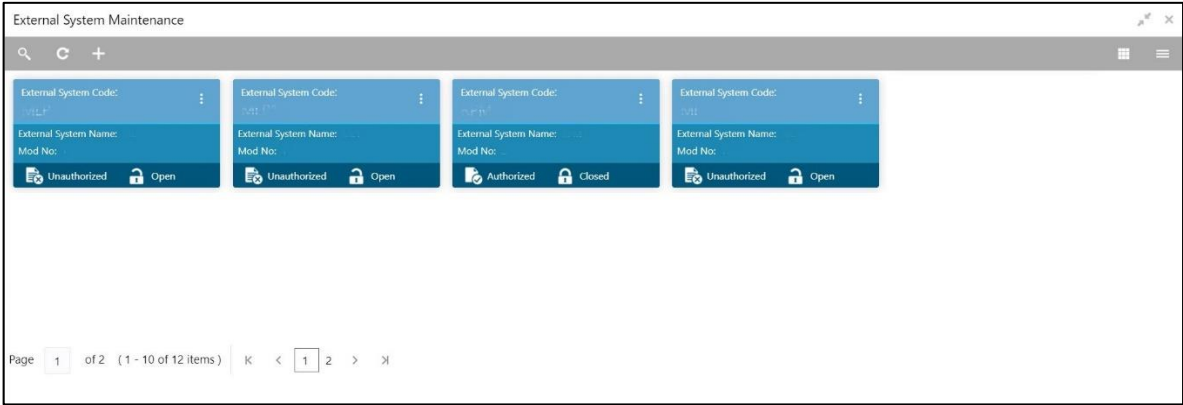 External System Maintenance
External System Code: External System Code: External System Code: External System Code:
External System Name: External System Name: External System Name: External System Name:
Mod No: Mod No: Mod No: Mod No:
Unauthorized Open Unauthorized Open Authorized Closed Unauthorized Open
Page 1 of 2 (1 - 10 of 12 items) 1 2